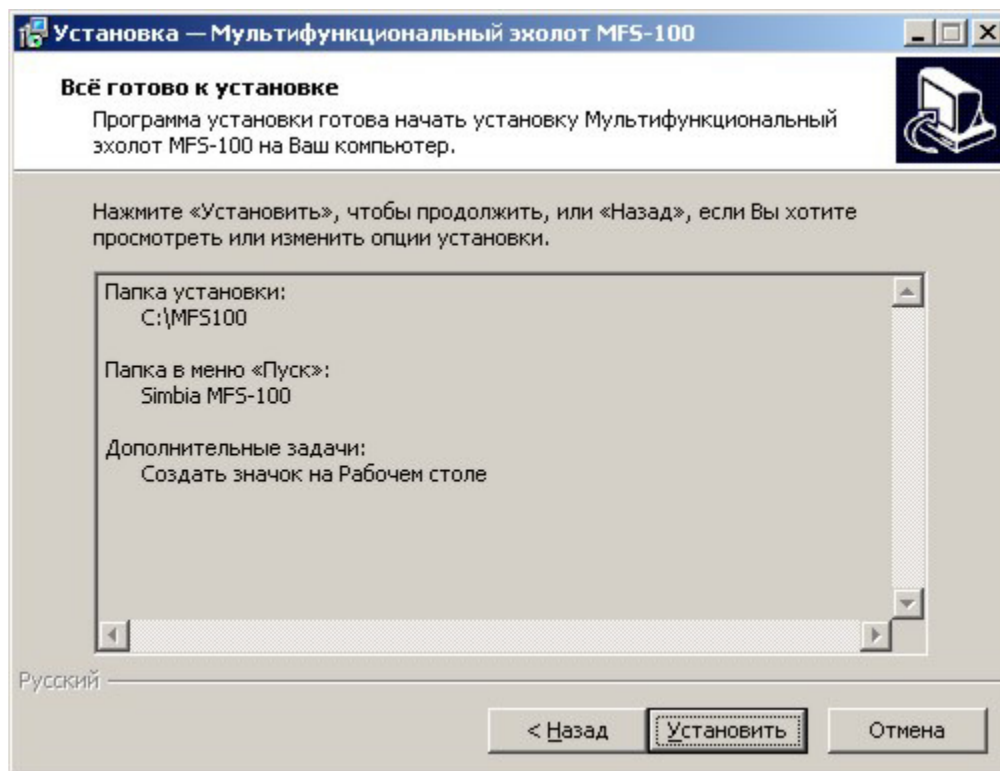 Установка — Мультифункциональный эхолот MFS-100
Всё готово к установке
Программа установки готова начать установку Мультифункциональный
эхолот MFS-100 на Ваш компьютер.
Нажмите «Установить», чтобы продолжить, или «Назад», если Вы хотите
просмотреть или изменить опции установки.
Папка установки:
C:\MFS100
Папка в меню «Пуск»:
Simbia MFS-100
Дополнительные задачи:
Создать значок на Рабочем столе
Русский
< Назад
Установить
Отмена